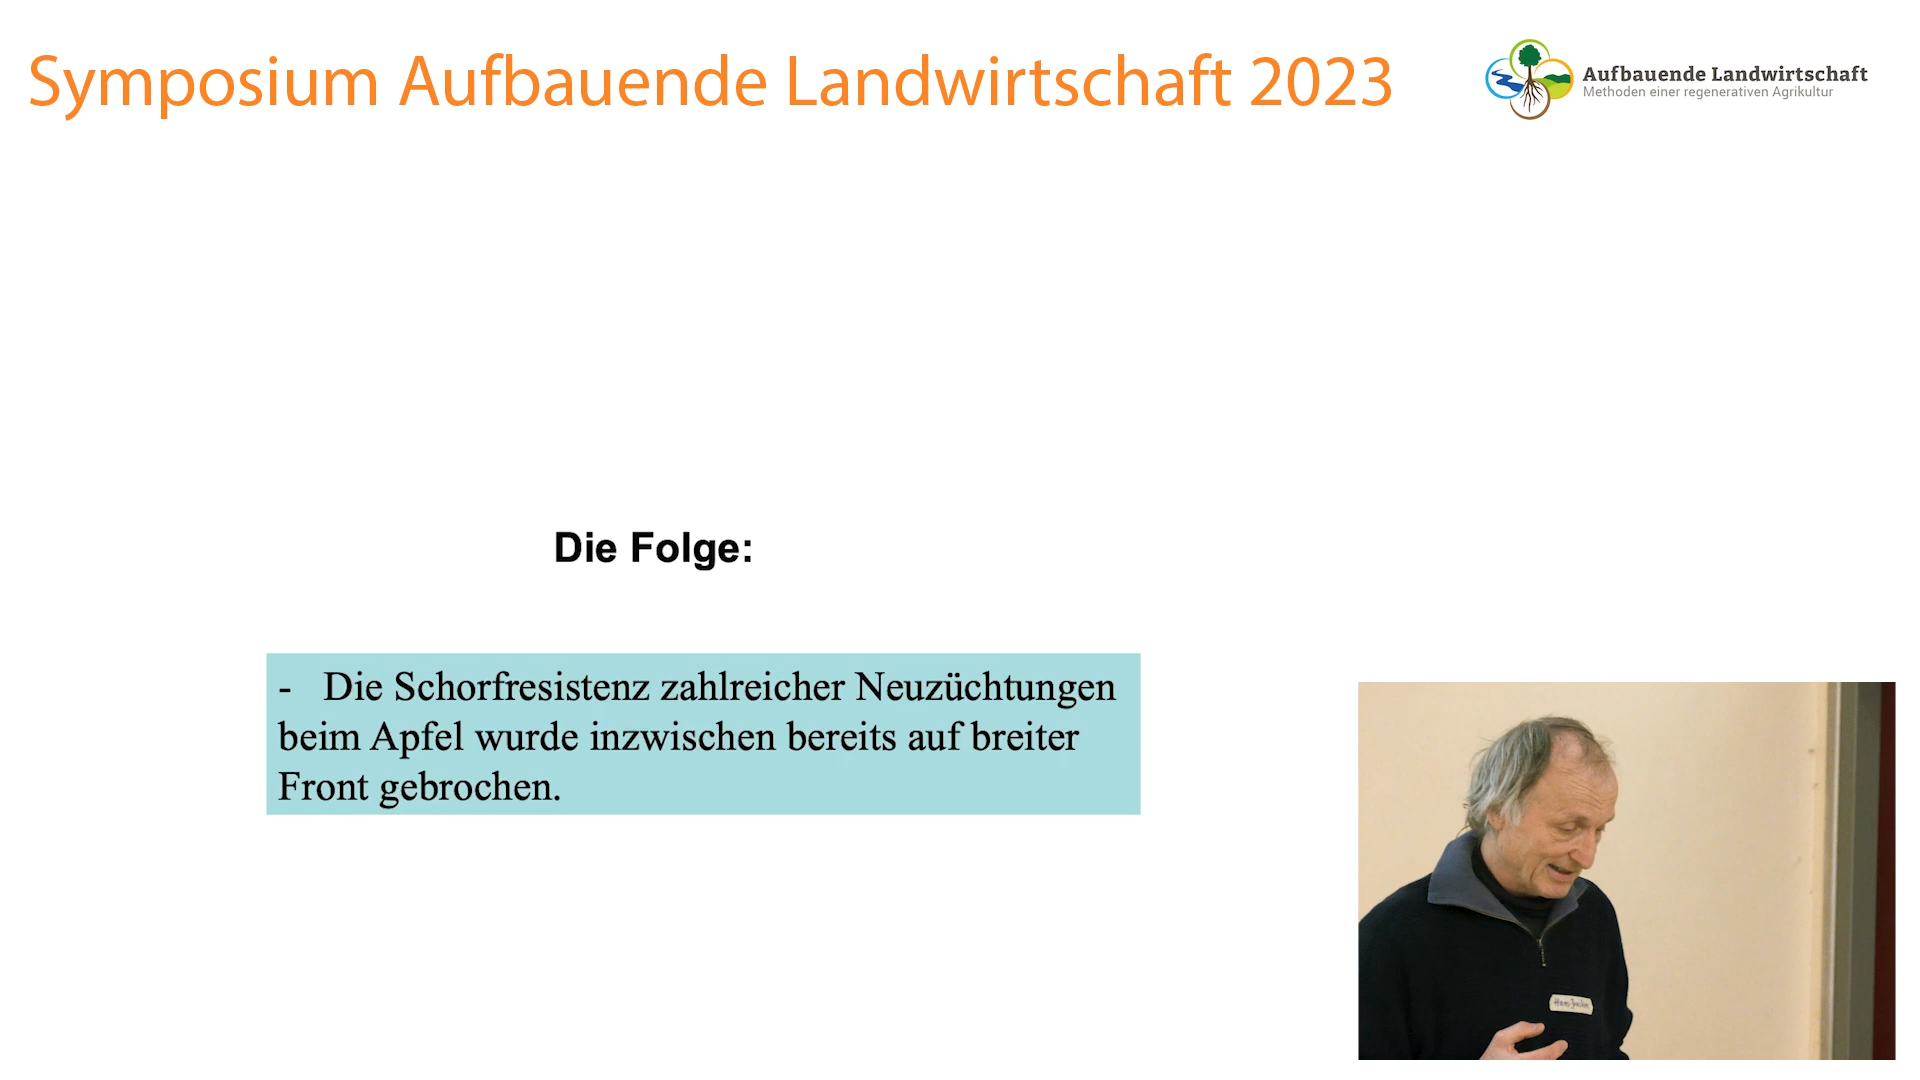 Symposium Aufbauende Landwirtschaft 2023
Aufbauende Landwirtschaft
Methoden einer regenerativen Agrikultur
Die Folge:
- Die Schorfresistenz zahlreicher Neuzüchtungen
beim Apfel wurde inzwischen bereits auf breiter
Front gebrochen.